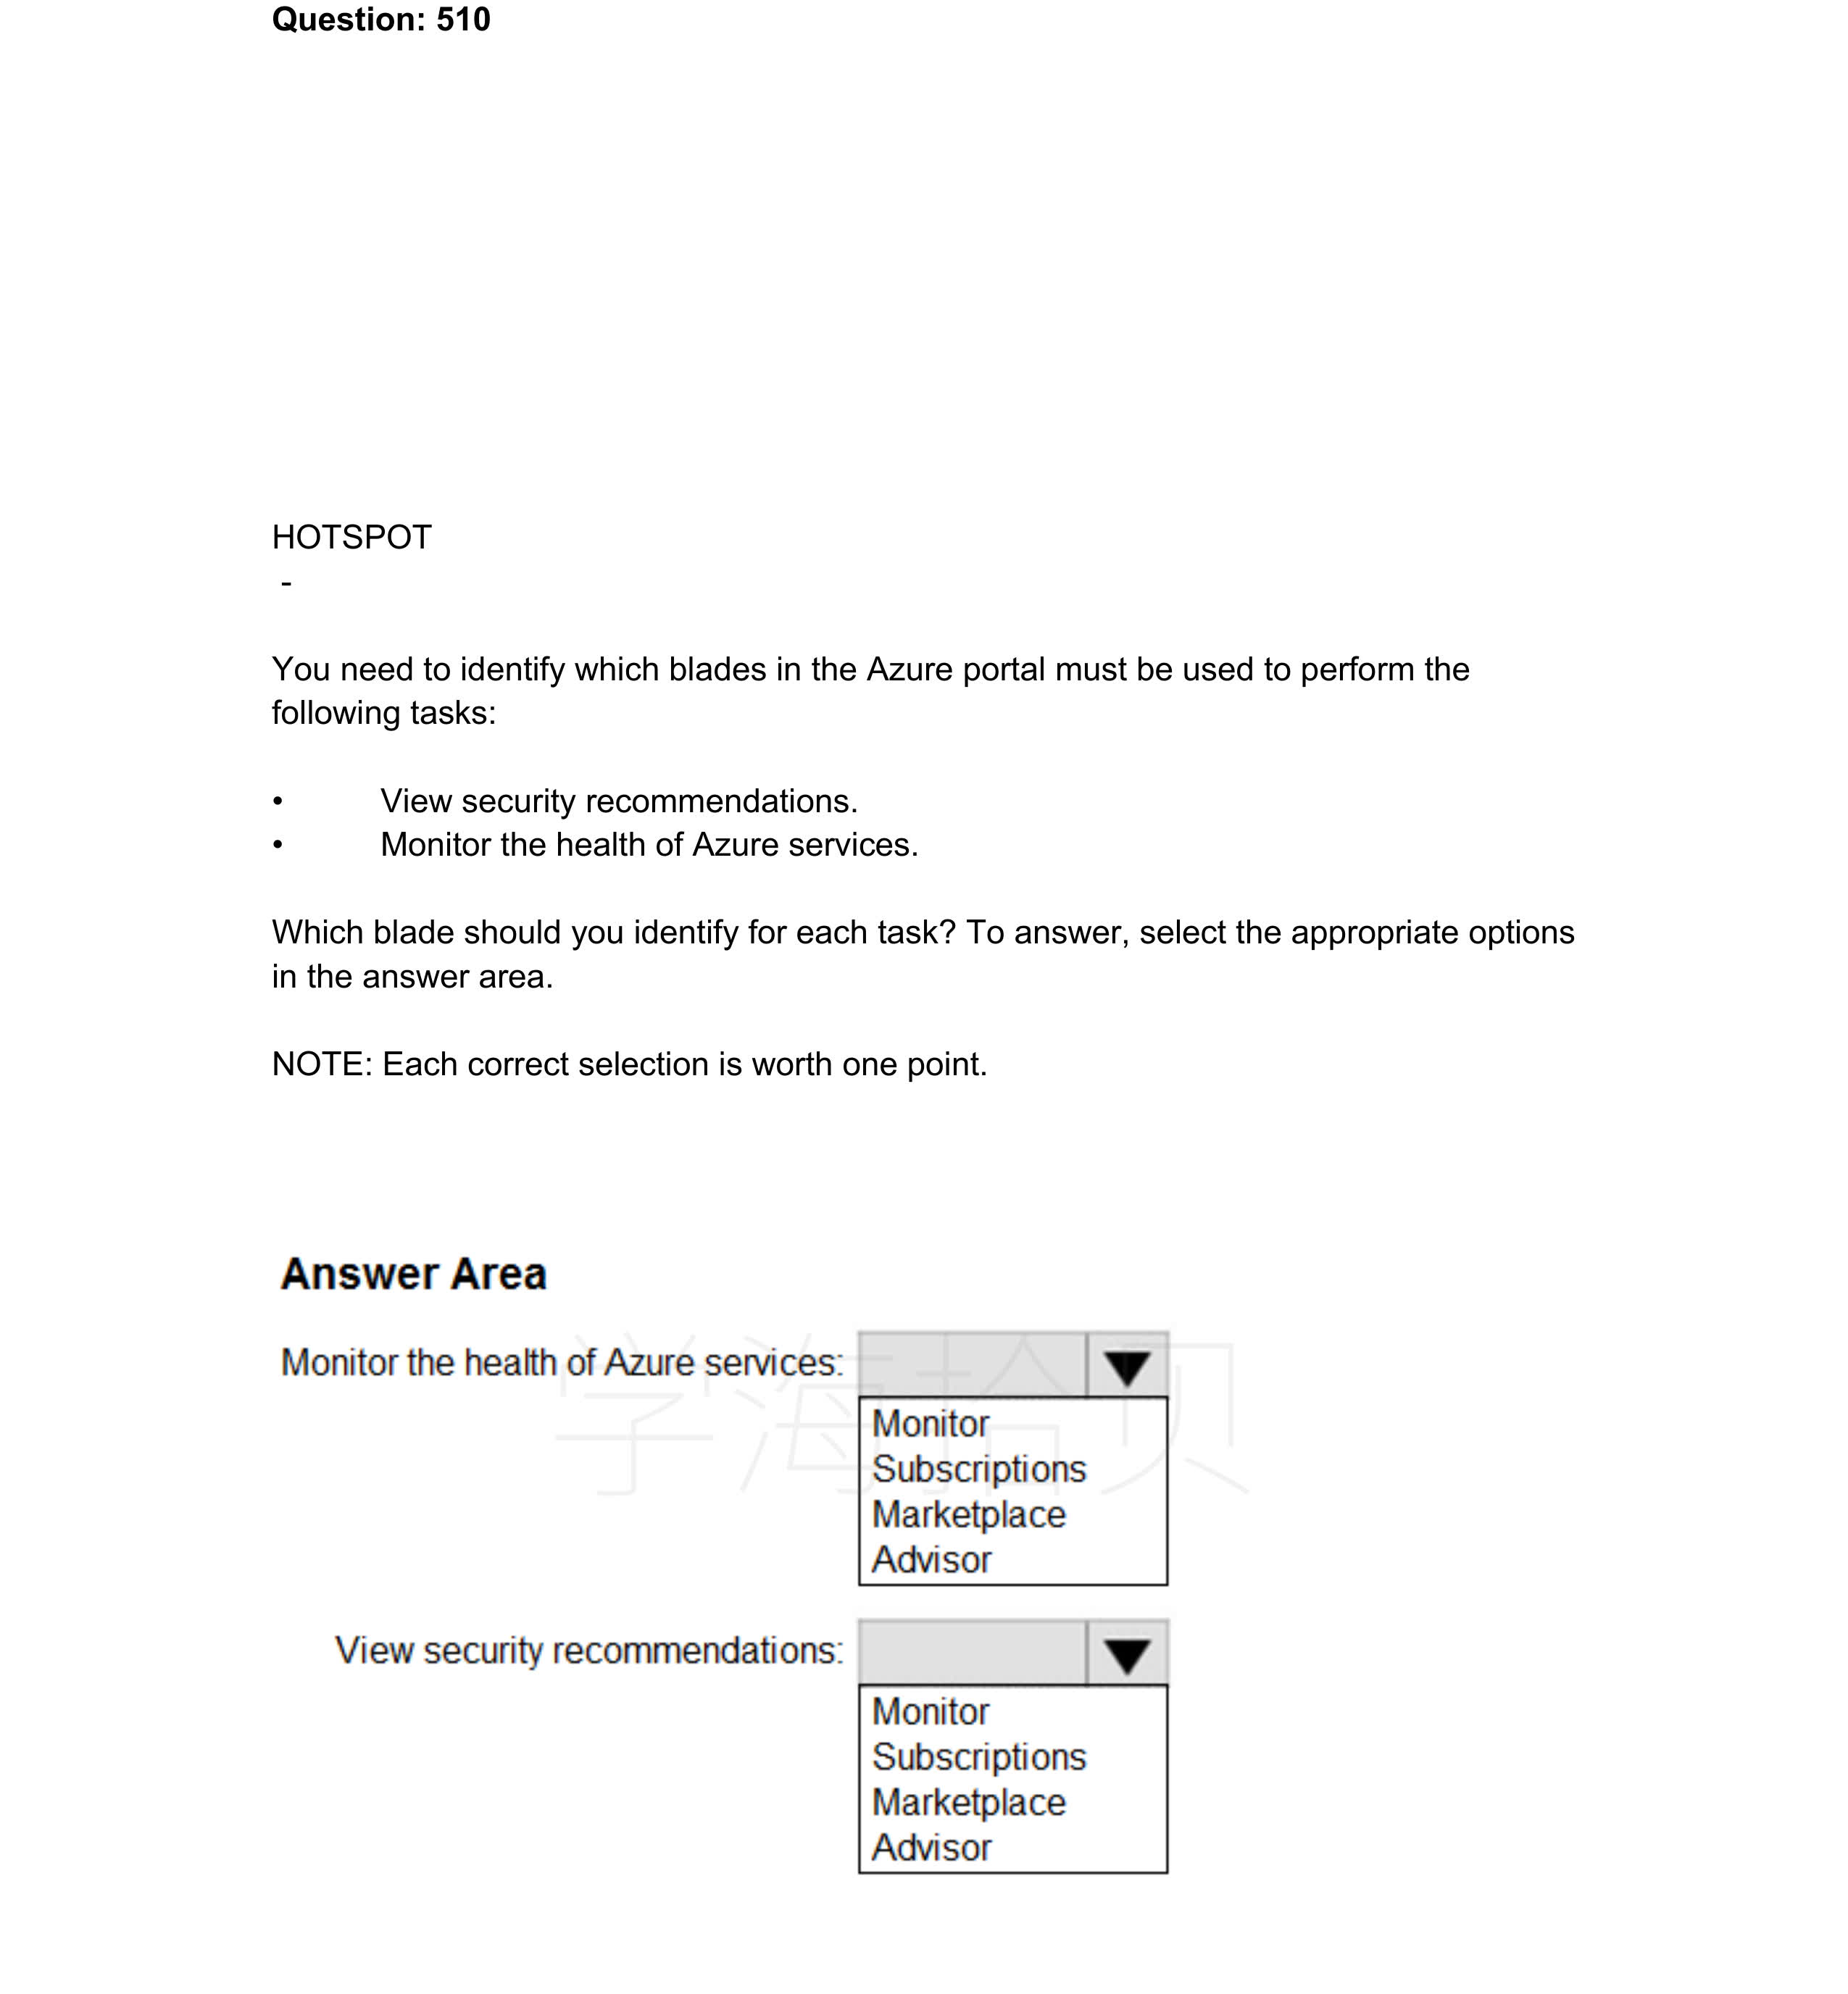 Question: 510
HOTSPOT
-
You need to identify which blades in the Azure portal must be used to perform the
following tasks:
• View security recommendations.
• Monitor the health of Azure services.
Which blade should you identify for each task? To answer, select the appropriate options
in the answer area.
NOTE: Each correct selection is worth one point.
Answer Area
Monitor the health of Azure services:
学海拾贝
Monitor
Subscriptions
Marketplace
Advisor
View security recommendations:
Monitor
Subscriptions
Marketplace
Advisor